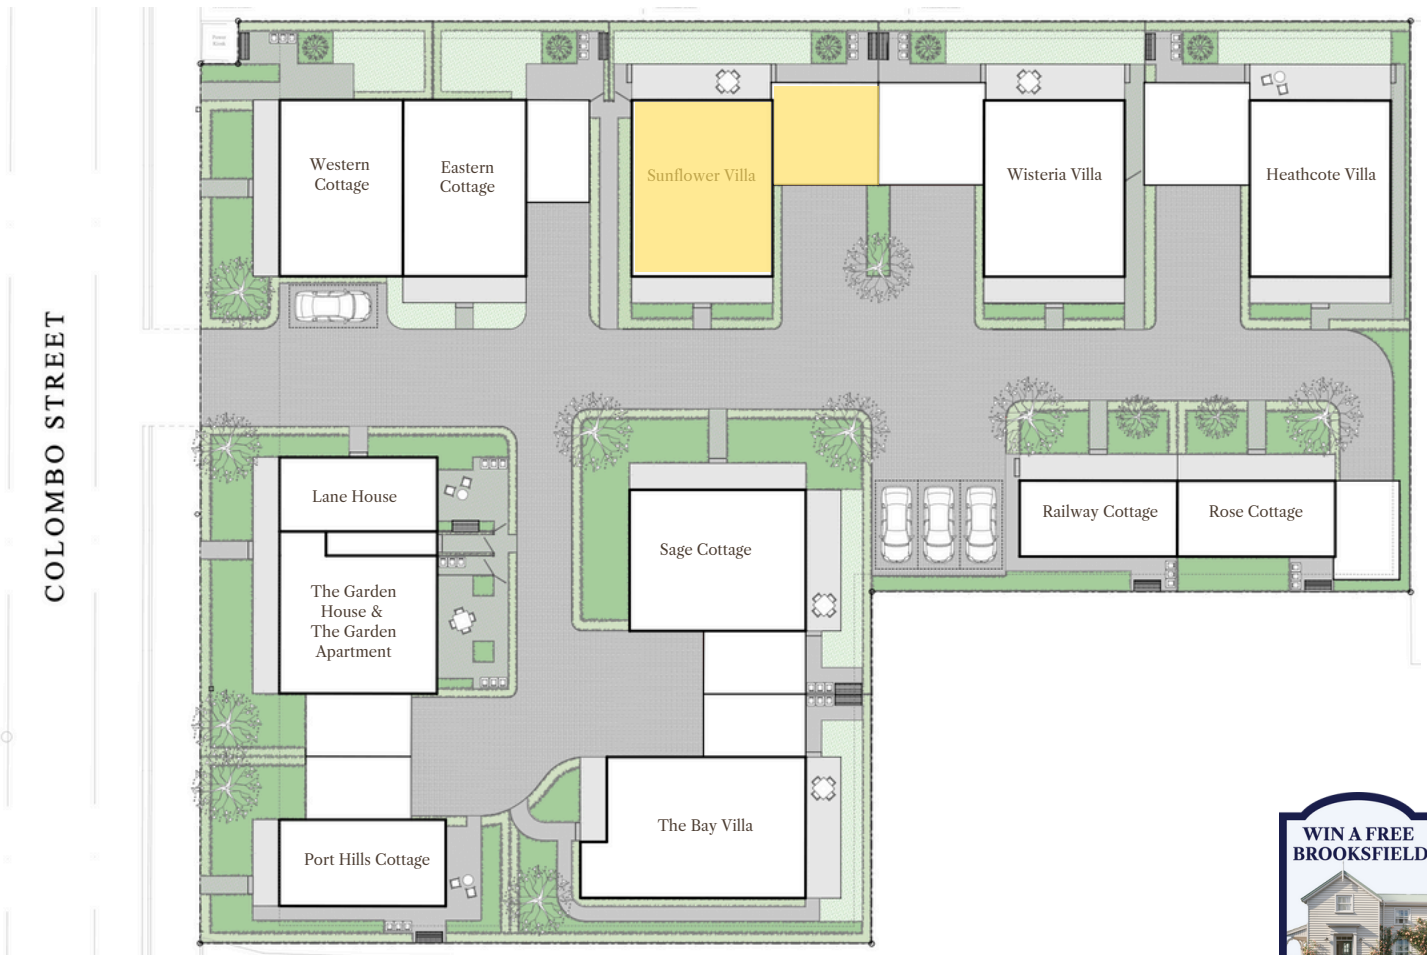 COLOMBO STREET
Western
Cottage
Eastern
Cottage
Sunflower Villa
Wisteria Villa
Heathcote Villa
Lane House
The Garden
House &
The Garden
Apartment
Sage Cottage
Railway Cottage
Rose Cottage
Port Hills Cottage
The Bay Villa
WIN A FREE
BROOKSFIELD